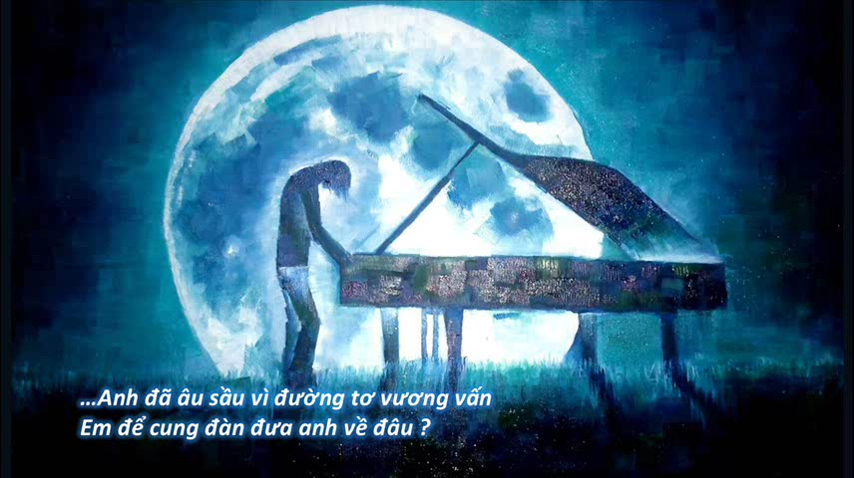 ...Anh đã âu sầu vì đường tơ vương vấn
Em để cung đàn đưa anh về đâu ?